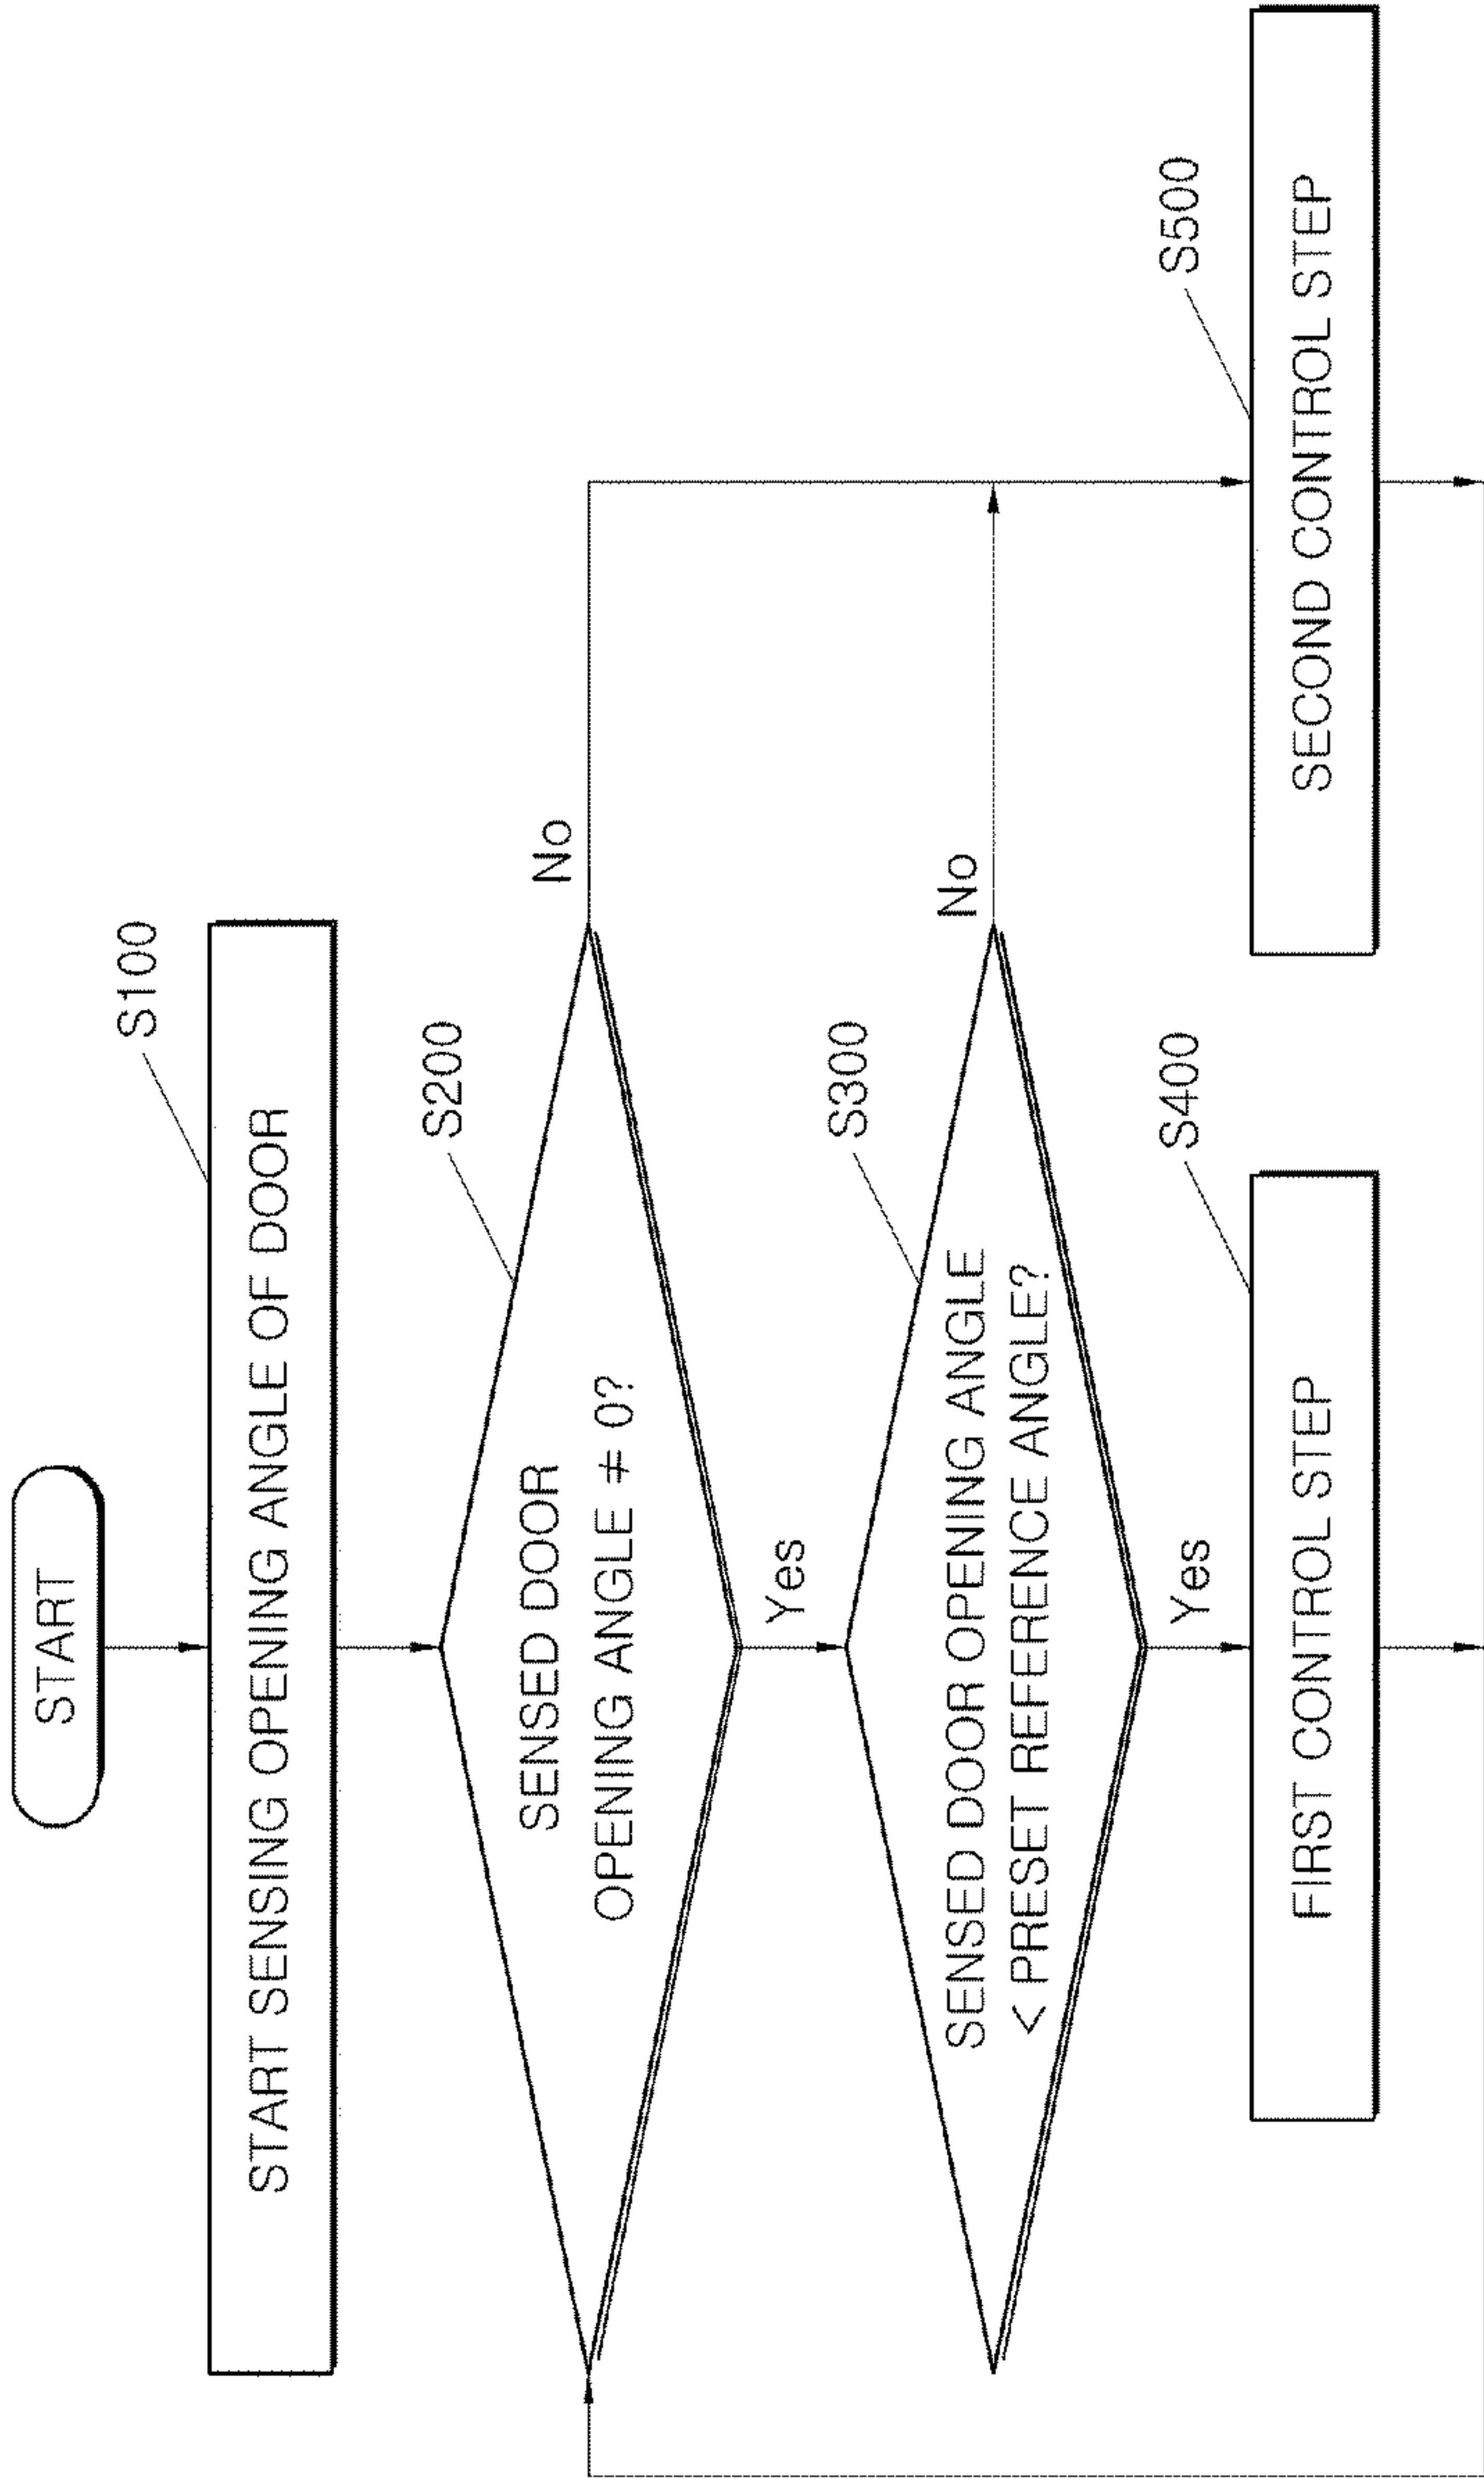 START
START SENSING OPENING ANGLE OF DOOR
S100
SENSED DOOR
OPENING ANGLE ≠ 0?
S200
No
Yes
SENSED DOOR OPENING ANGLE
< PRESET REFERENCE ANGLE?
S300
No
Yes
FIRST CONTROL STEP
S400
SECOND CONTROL STEP
S500